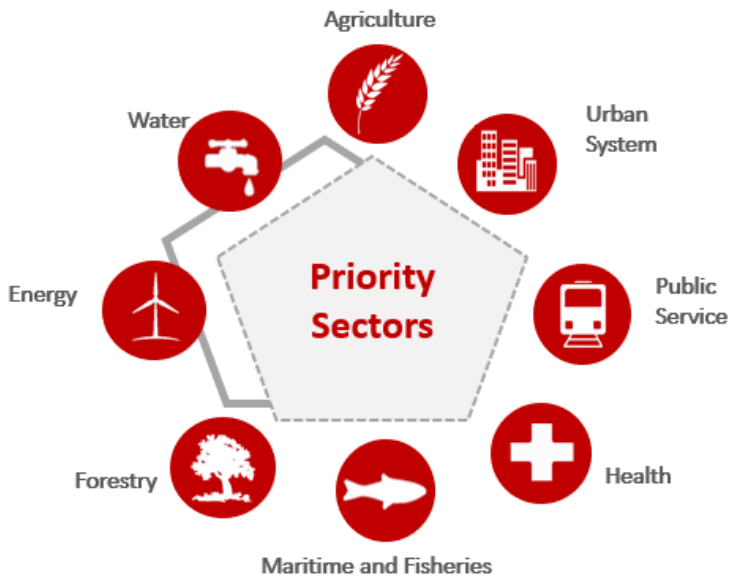 Agriculture
Water
Urban
System
Energy
Priority
Sectors
Public
Service
Forestry
Health
Maritime and Fisheries